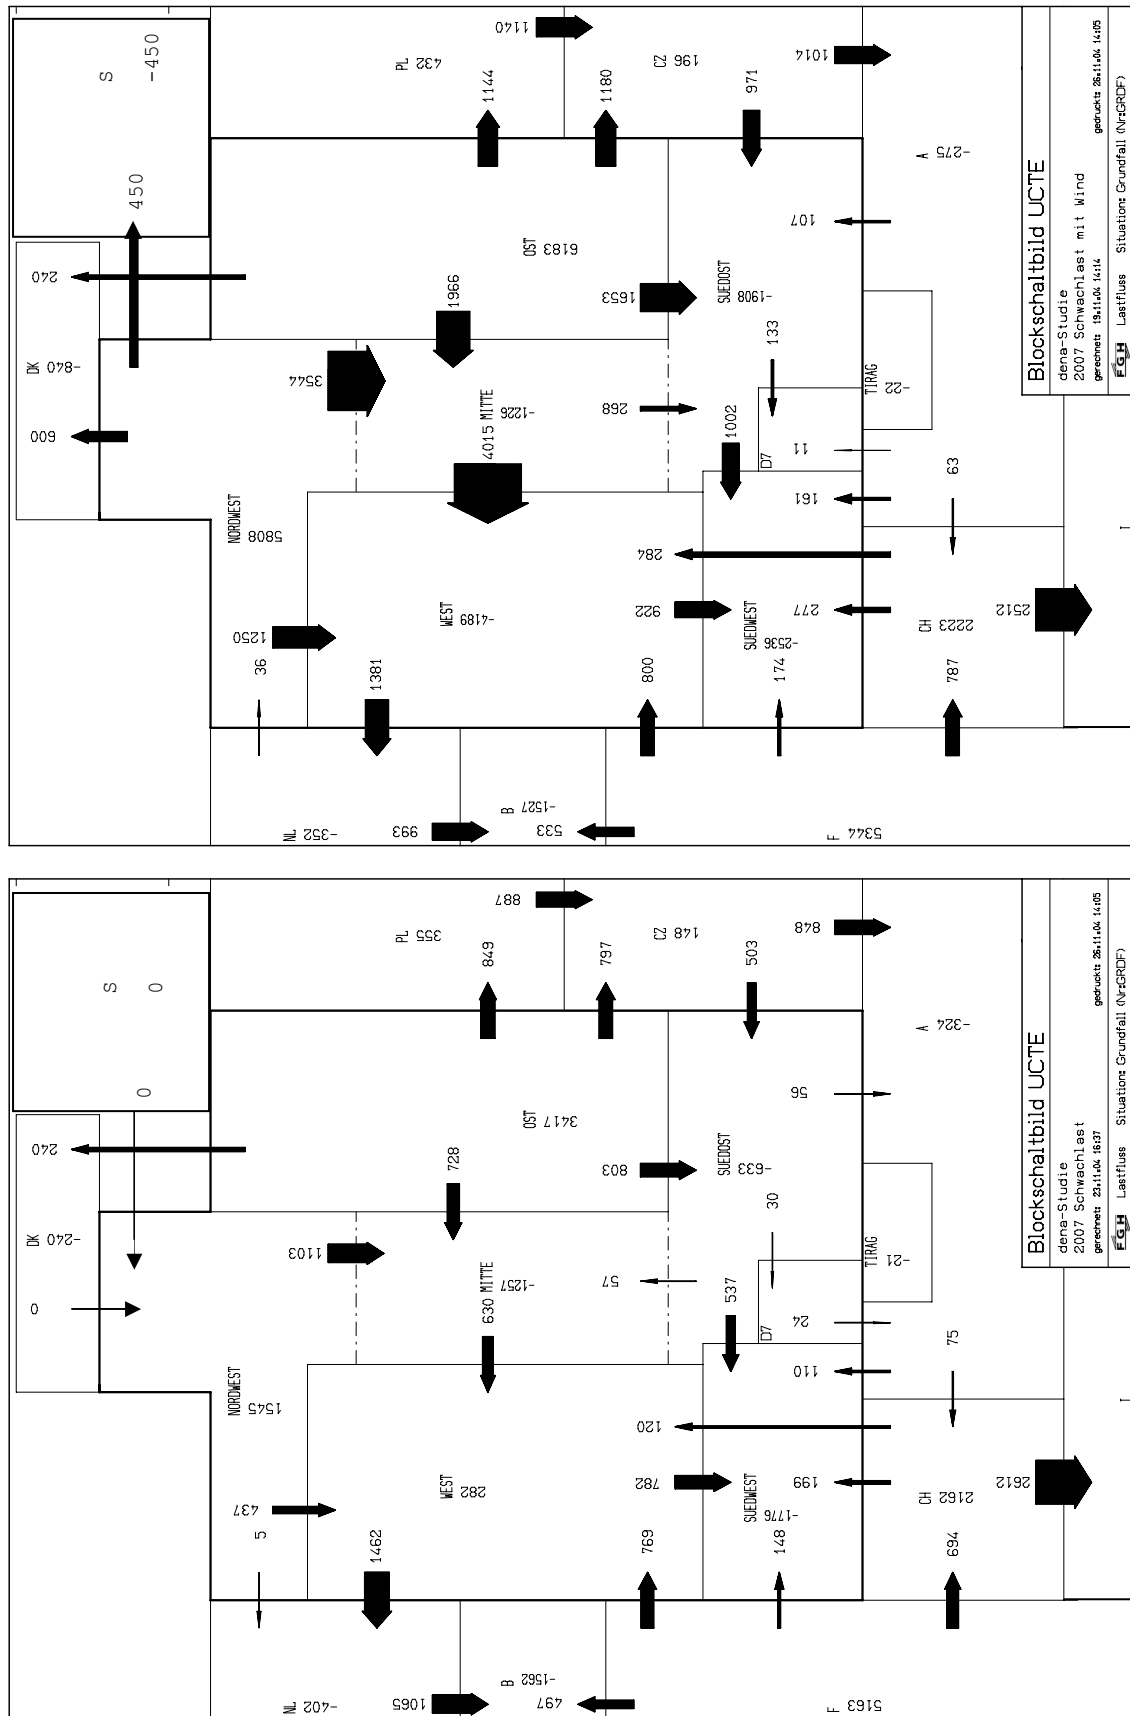 S
-450
450
240
DK
-840
600
PL
432
1140
1144
1180
CZ
196
1014
971
A
-275
107
OST
6183
1966
1653
SUEDOST
-1908
133
3544
4015
MITTE
-1226
268
1002
D7
11
TIRAG
-22
63
161
NORDWEST
5808
284
1250
36
WEST
-4189
922
SUEDWEST
-2536
277
CH
2223
2512
1381
800
174
787
NL
-352
993
B
-1527
533
F
5344
I
Blockschaltbild UCTE
dena-Studie
2007 Schwachlast mit Wind
gerechnet: 19.11.04 14:14
gedruckt: 26.11.04 14:05
FGH Lastfluss Situation: Grundfall (Nr:GRDF)
S
0
0
240
DK
-240
0
PL
355
887
849
797
CZ
148
848
503
A
-324
56
OST
3417
728
803
SUEDOST
-633
30
1103
630
MITTE
-1257
57
537
D7
24
TIRAG
-21
75
110
NORDWEST
1545
120
437
5
WEST
282
782
SUEDWEST
-1776
199
CH
2162
2612
1462
769
148
694
NL
-402
1065
B
-1562
497
F
5163
I
Blockschaltbild UCTE
dena-Studie
2007 Schwachlast
gerechnet: 23.11.04 16:37
gedruckt: 26.11.04 14:05
FGH Lastfluss Situation: Grundfall (Nr:GRDF)